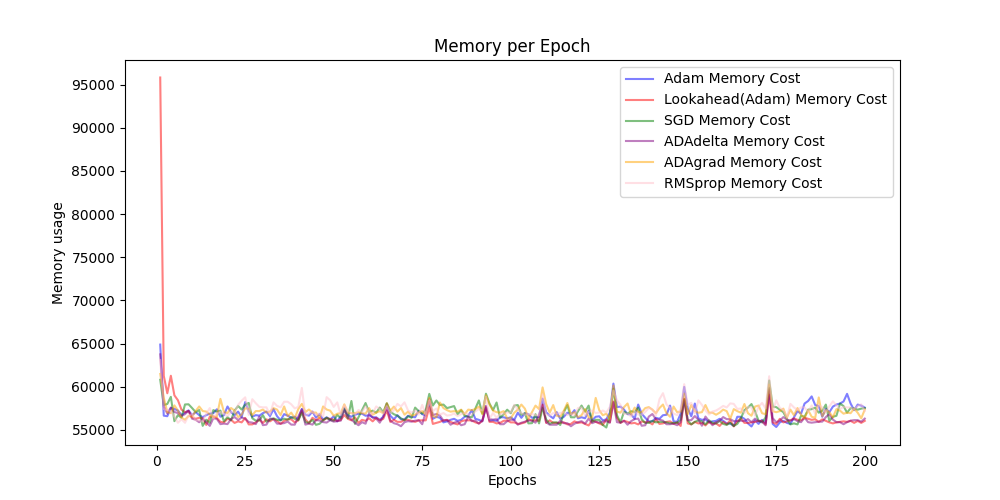 Memory per Epoch
Memory usage
95000
90000
85000
80000
75000
70000
65000
60000
55000
Adam Memory Cost
Lookahead(Adam) Memory Cost
SGD Memory Cost
ADAdelta Memory Cost
ADAgrad Memory Cost
RMSprop Memory Cost
0 25 50 75 100 125 150 175 200
Epochs